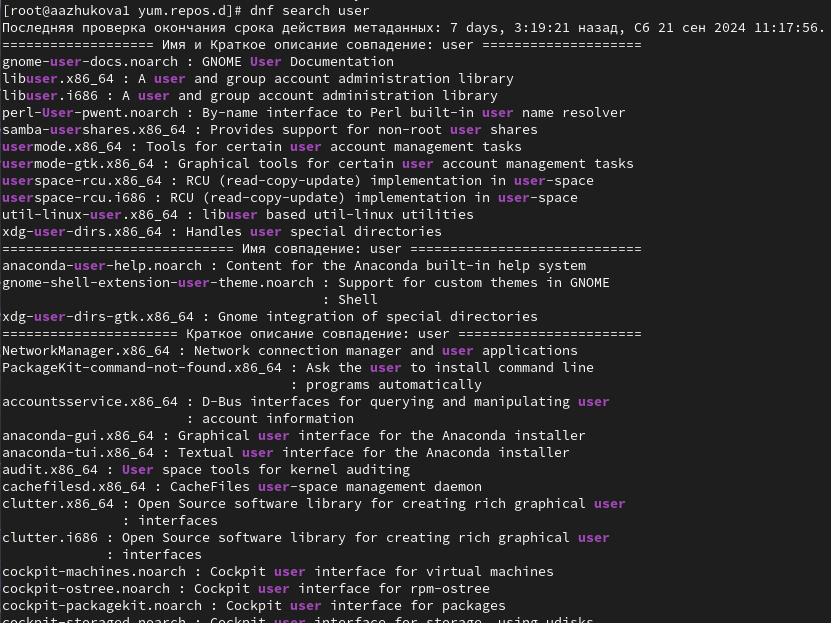 [root@aazhukova1 yum.repos.d]# dnf search user
Последняя проверка окончания срока действия метаданных: 7 days, 3:19:21 назад, Сб 21 сен 2024 11:17:56.
=================== Имя и Краткое описание совпадение: user ====================
gnome-user-docs.noarch : GNOME User Documentation
libuser.x86_64 : A user and group account administration library
libuser.i686 : A user and group account administration library
perl-User-pwent.noarch : By-name interface to Perl built-in user name resolver
samba-usershares.x86_64 : Provides support for non-root user shares
usermode.x86_64 : Tools for certain user account management tasks
usermode-gtk.x86_64 : Graphical tools for certain user account management tasks
userspace-rcu.x86_64 : RCU (read-copy-update) implementation in user-space
userspace-rcu.i686 : RCU (read-copy-update) implementation in user-space
util-linux-user.x86_64 : libuser based util-linux utilities
xdg-user-dirs.x86_64 : Handles user special directories
============================= Имя совпадение: user =============================
anaconda-user-help.noarch : Content for the Anaconda built-in help system
gnome-shell-extension-user-theme.noarch : Support for custom themes in GNOME
: Shell
xdg-user-dirs-gtk.x86_64 : Gnome integration of special directories
====================== Краткое описание совпадение: user =======================
NetworkManager.x86_64 : Network connection manager and user applications
PackageKit-command-not-found.x86_64 : Ask the user to install command line
: programs automatically
accountsservice.x86_64 : D-Bus interfaces for querying and manipulating user
: account information
anaconda-gui.x86_64 : Graphical user interface for the Anaconda installer
anaconda-tui.x86_64 : Textual user interface for the Anaconda installer
audit.x86_64 : User space tools for kernel auditing
cachefilesd.x86_64 : CacheFiles user-space management daemon
clutter.x86_64 : Open Source software library for creating rich graphical user
: interfaces
clutter.i686 : Open Source software library for creating rich graphical user
: interfaces
cockpit-machines.noarch : Cockpit user interface for virtual machines
cockpit-ostree.noarch : Cockpit user interface for rpm-ostree
cockpit-packagekit.noarch : Cockpit user interface for packages
cockpit-storaged.noarch : Cockpit user interface for storage, using udisks